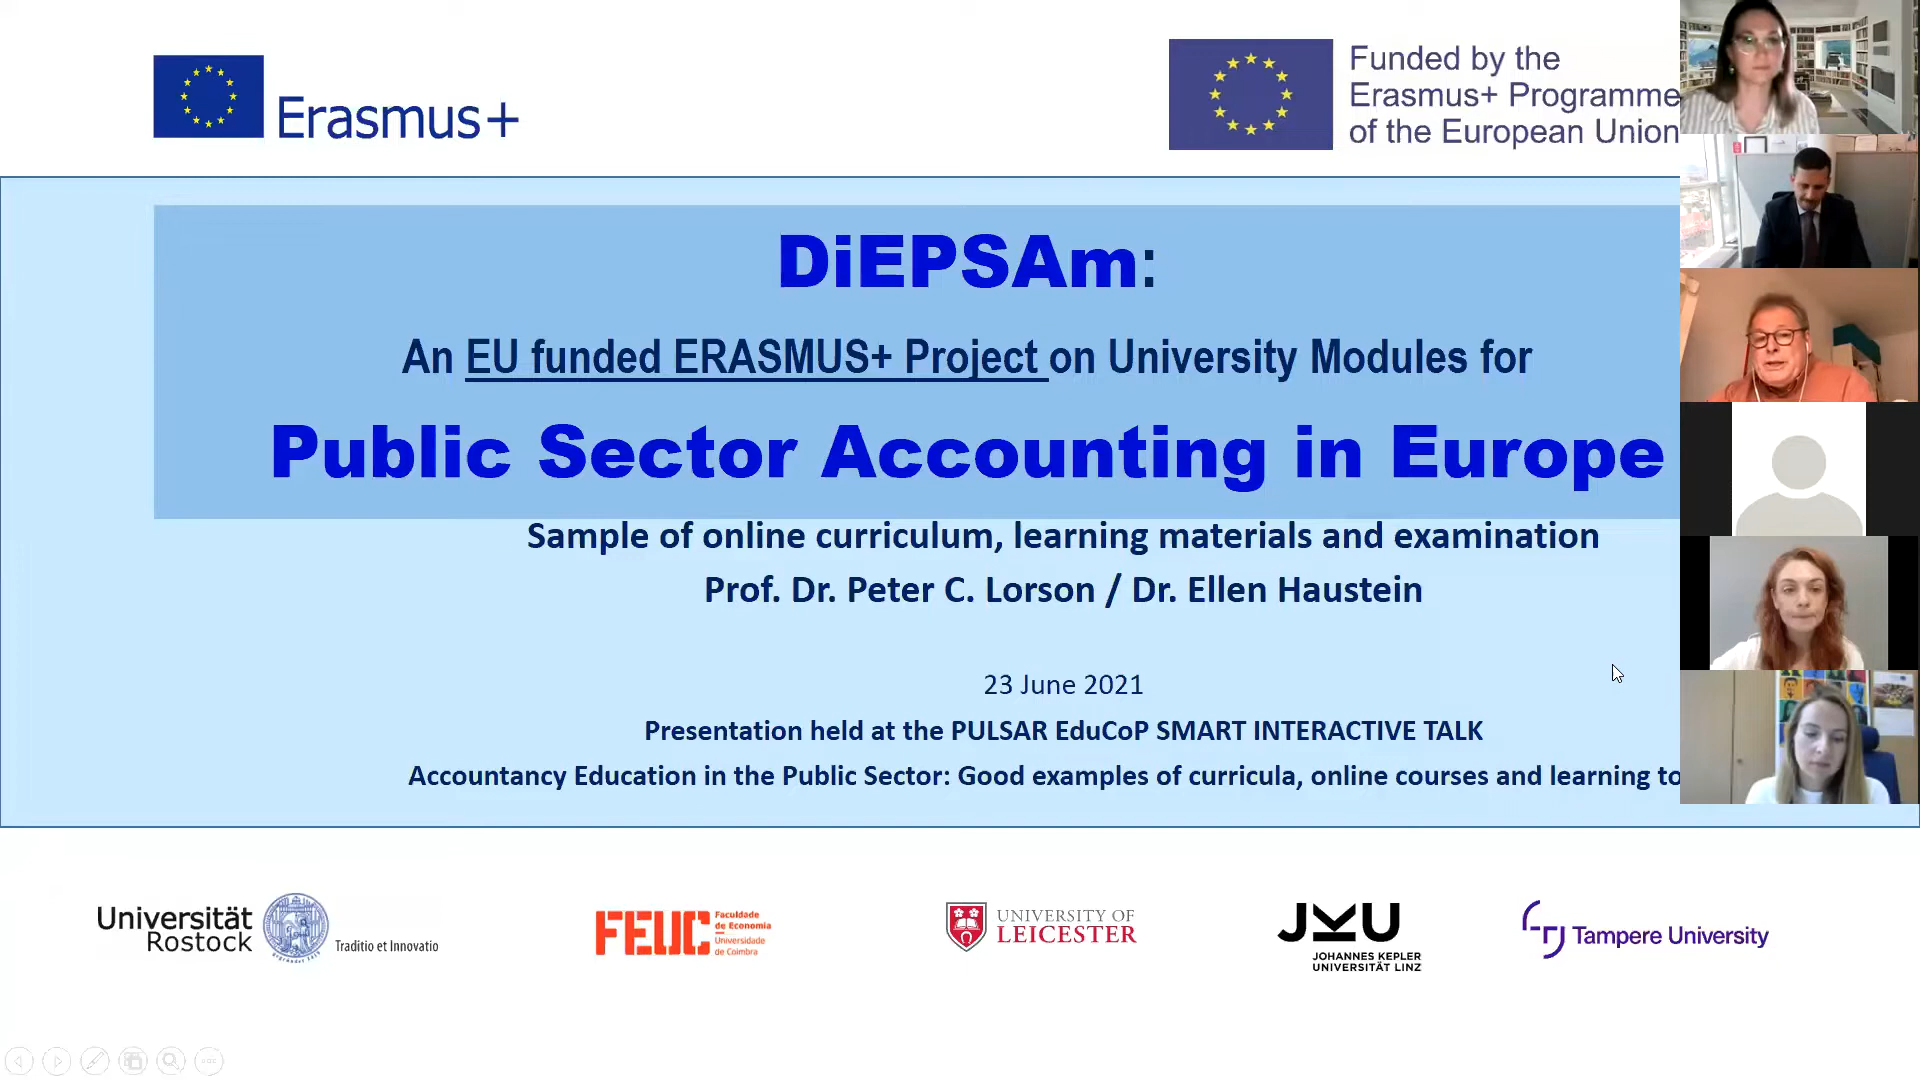 Erasmus+
Funded by the
Erasmus+ Programme
of the European Union
DiEPSAm:
An EU funded ERASMUS+ Project on University Modules for
Public Sector Accounting in Europe
Sample of online curriculum, learning materials and examination
Prof. Dr. Peter C. Lorson / Dr. Ellen Haustein
23 June 2021
Presentation held at the PULSAR EduCoP SMART INTERACTIVE TALK
Accountancy Education in the Public Sector: Good examples of curricula, online courses and learning to
Universität
Rostock
Traditio et Innovatio
FEUC
Faculdade
de Economia
Universidade
de Coimbra
UNIVERSITY OF
LEICESTER
JKU
JOHANNES KEPLER
UNIVERSITÄT LINZ
Tampere University